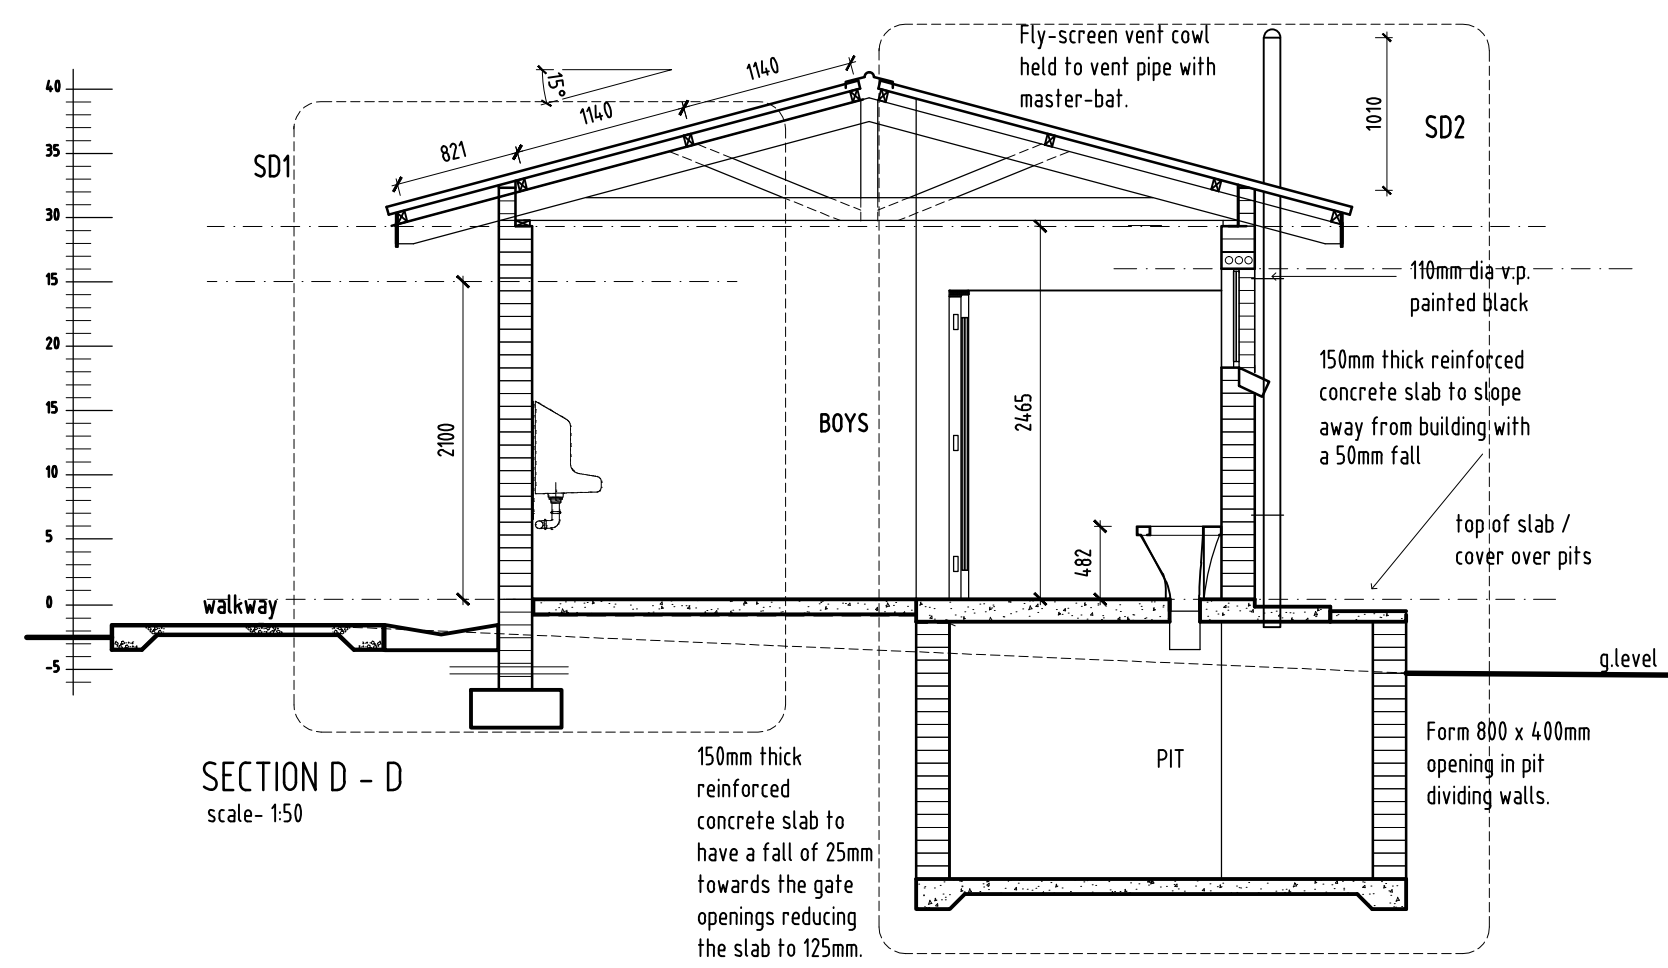 Fly-screen vent cowl
held to vent pipe with
master-bat.
1010
SD2
SD1
15°
821
1140
1140
40
35
30
15
20
15
10
5
0
-5
110mm dia v.p.
painted black
150mm thick reinforced
concrete slab to slope
away from building with
a 50mm fall
top of slab /
cover over pits
2100
BOYS
2465
482
walkway
g.level
SECTION D - D
scale- 1:50
150mm thick
reinforced
concrete slab to
have a fall of 25mm
towards the gate
openings reducing
the slab to 125mm.
PIT
Form 800 x 400mm
opening in pit
dividing walls.